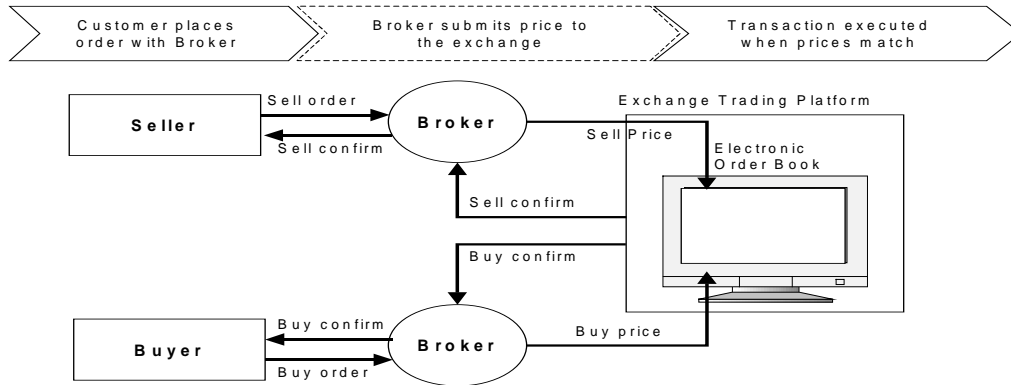 Customer places
order with Broker
Broker submits price to
the exchange
Transaction executed
when prices match
Sell order
Seller
Broker
Sell confirm
Exchange Trading Platform
Sell Price
Electronic
Order Book
Sell confirm
Buy confirm
Buy confirm
Buyer
Broker
Buy price
Buy order